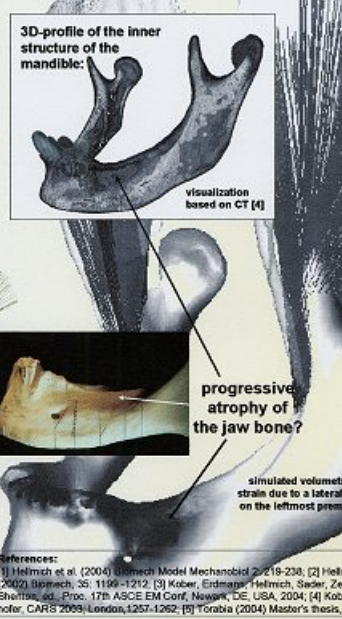 3D-profile of the inner
structure of the
mandible:
visualization
based on CT [4]
progressive
atrophy of
the jaw bone?
simulated volumet
strain due to a lateral
on the leftmost prem
References:
1] Hellmich et al. (2004) Biomech Model Mechanobiol 2: 219-238; [2] Hell
2002) Biomech, 35: 1199-1212, [3] Kober, Erdmann, Hellmich, Sader, Ze
Shenton, ed., Proc. 17th ASCE EM Conf, Newark, DE, USA, 2004; [4] Kob
hofer, CARS 2003, London,1257-1262; [5] Torabia (2004) Master's thesis,